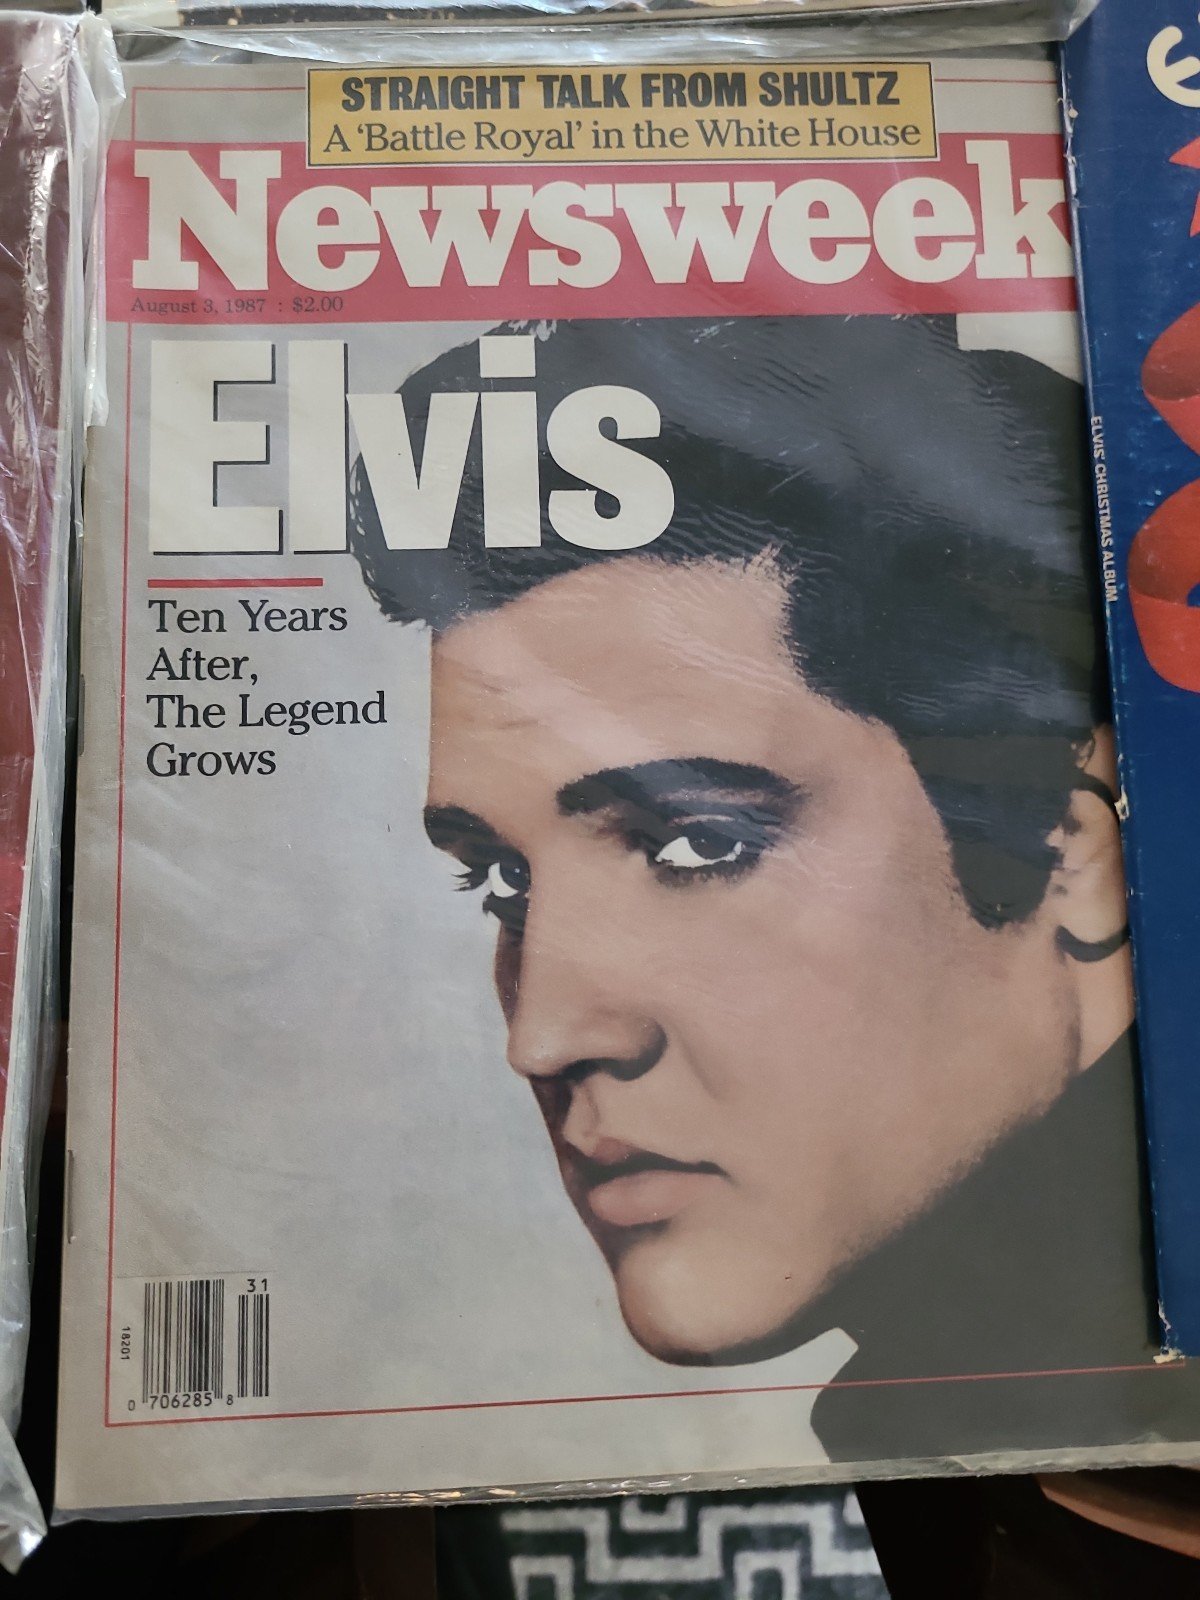 STRAIGHT TALK FROM SHULTZ
A 'Battle Royal' in the White House
Newsweek
August 3, 1987 : $2.00
Elvis
Ten Years
After,
The Legend
Grows
31
18201
0 706285 8
ELVIS' CHRISTMAS ALBUM